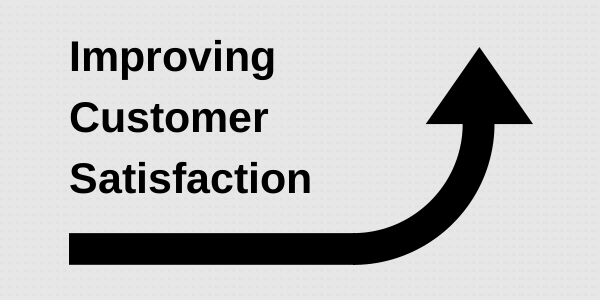 Improving
Customer
Satisfaction